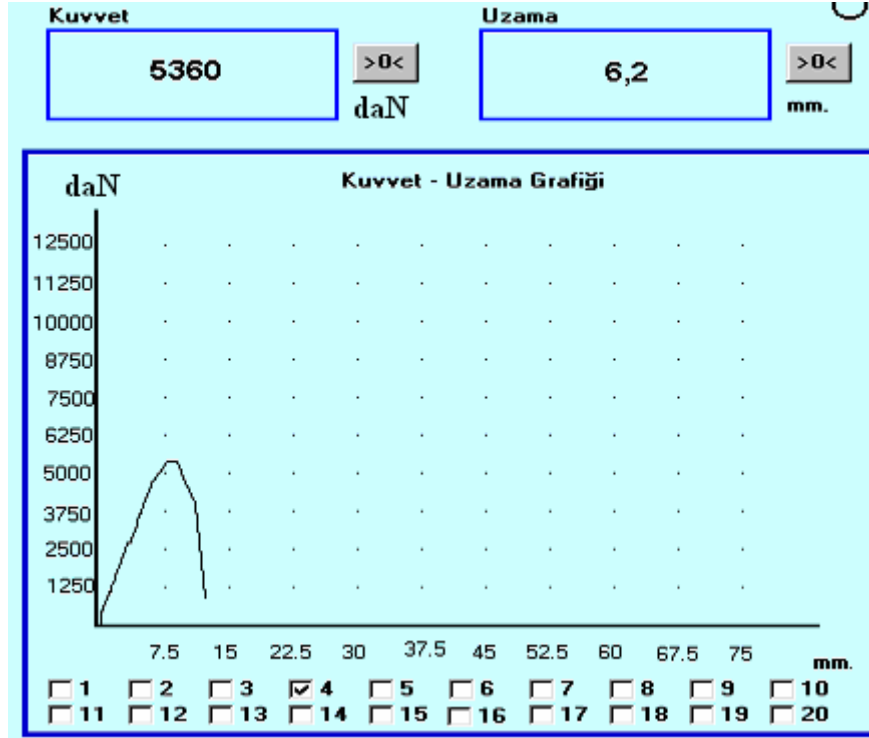 Kuvvet Uzama
5360 >0< 6,2 >0<
daN mm.
daN Kuvvet - Uzama Grafiği
12500
11250
10000
8750
7500
6250
5000
3750
2500
1250
7.5 15 22.5 30 37.5 45 52.5 60 67.5 75 mm.
1 2 3 4 5 6 7 8 9 10
11 12 13 14 15 16 17 18 19 20